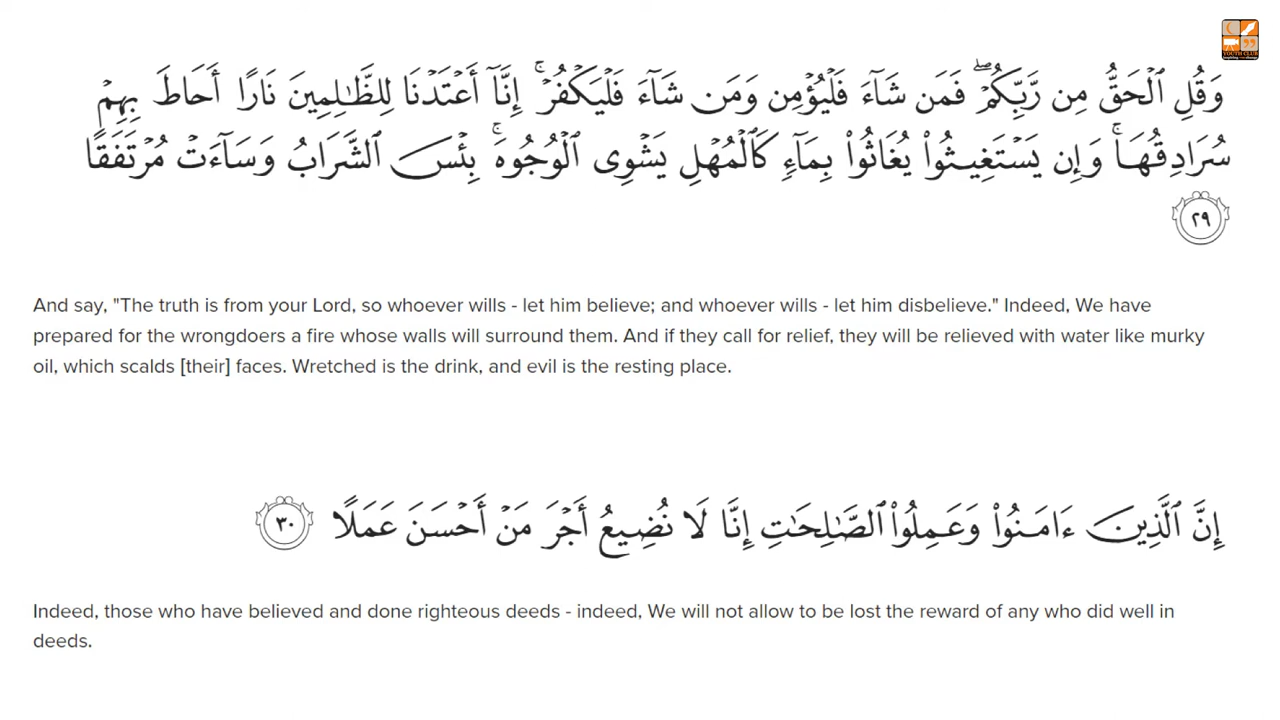 وَقُلِ ٱلْحَقُّ مِن رَّبِّكُمْ ۖ فَمَن شَآءَ فَلْيُؤْمِن وَمَن شَآءَ فَلْيَكْفُرْ ۚ إِنَّآ أَعْتَدْنَا لِلظَّـٰلِمِينَ نَارًا أَحَاطَ بِهِمْ
سُرَادِقُهَا ۚ وَإِن يَسْتَغِيثُوا۟ يُغَاثُوا۟ بِمَآءٍ كَٱلْمُهْلِ يَشْوِى ٱلْوُجُوهَ ۚ بِئْسَ ٱلشَّرَابُ وَسَآءَتْ مُرْتَفَقًا
٢٩
And say, "The truth is from your Lord, so whoever wills - let him believe; and whoever wills - let him disbelieve." Indeed, We have
prepared for the wrongdoers a fire whose walls will surround them. And if they call for relief, they will be relieved with water like murky
oil, which scalds [their] faces. Wretched is the drink, and evil is the resting place.
إِنَّ ٱلَّذِينَ ءَامَنُوا۟ وَعَمِلُوا۟ ٱلصَّـٰلِحَـٰتِ إِنَّا لَا نُضِيعُ أَجْرَ مَنْ أَحْسَنَ عَمَلًا ٣٠
Indeed, those who have believed and done righteous deeds - indeed, We will not allow to be lost the reward of any who did well in
deeds.
YOUTH CLUB